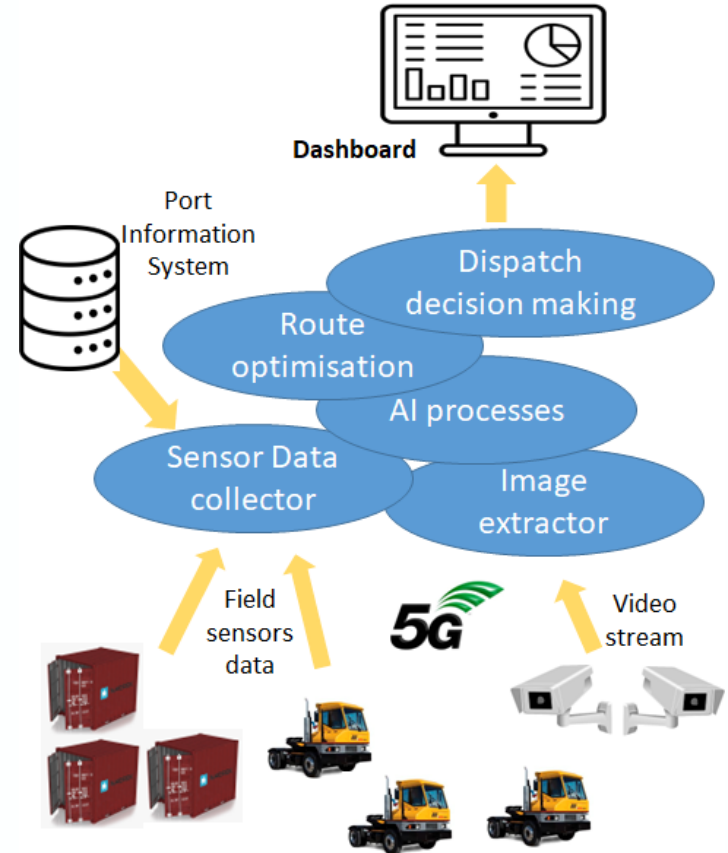 Dashboard
Port
Information
System
Dispatch
decision making
Route
optimisation
AI processes
Sensor Data
collector
Image
extractor
Field
sensors
data
5G
Video
stream